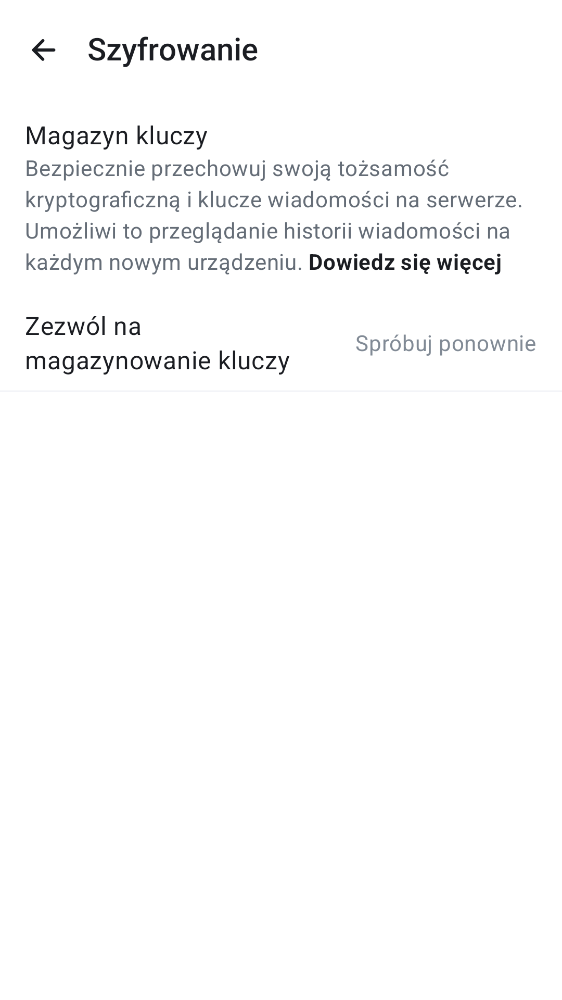 Szyfrowanie
Magazyn kluczy
Bezpiecznie przechowuj swoją tożsamość
kryptograficzną i klucze wiadomości na serwerze.
Umożliwi to przeglądanie historii wiadomości na
każdym nowym urządzeniu. Dowiedz się więcej
Zezwól na
magazynowanie kluczy
Spróbuj ponownie